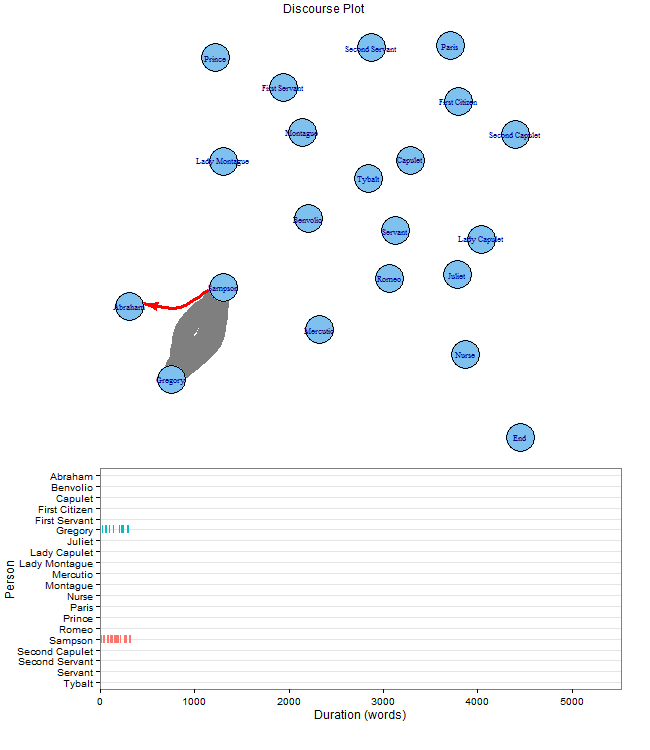 Discourse Plot
Second Servant
Paris
Prince
First Servant
First Citizen
Montague
Second Capulet
Lady Montague
Capulet
Tybalt
Benvolio
Servant
Lady Capulet
Juliet
Romeo
Sampson
Abraham
Mercutio
Nurse
Gregory
End
Abraham
Benvolio
Capulet
First Citizen
First Servant
Gregory
Juliet
Lady Capulet
Lady Montague
Mercutio
Montague
Nurse
Paris
Prince
Romeo
Sampson
Second Capulet
Second Servant
Servant
Tybalt
Person
0 1000 2000 3000 4000 5000
Duration (words)